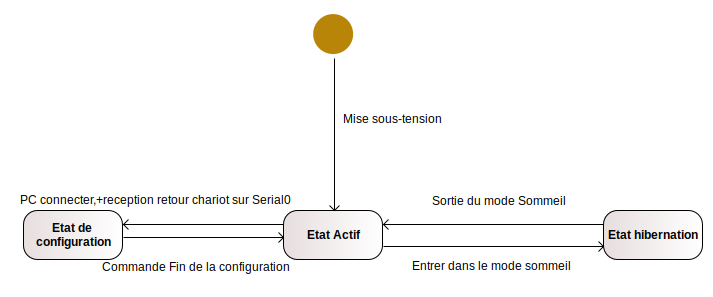 Mise sous-tension
PC connecter,+reception retour chariot sur Serial0
Sortie du mode Sommeil
Etat de
configuration
Etat Actif
Etat hibernation
Commande Fin de la configuration
Entrer dans le mode sommeil